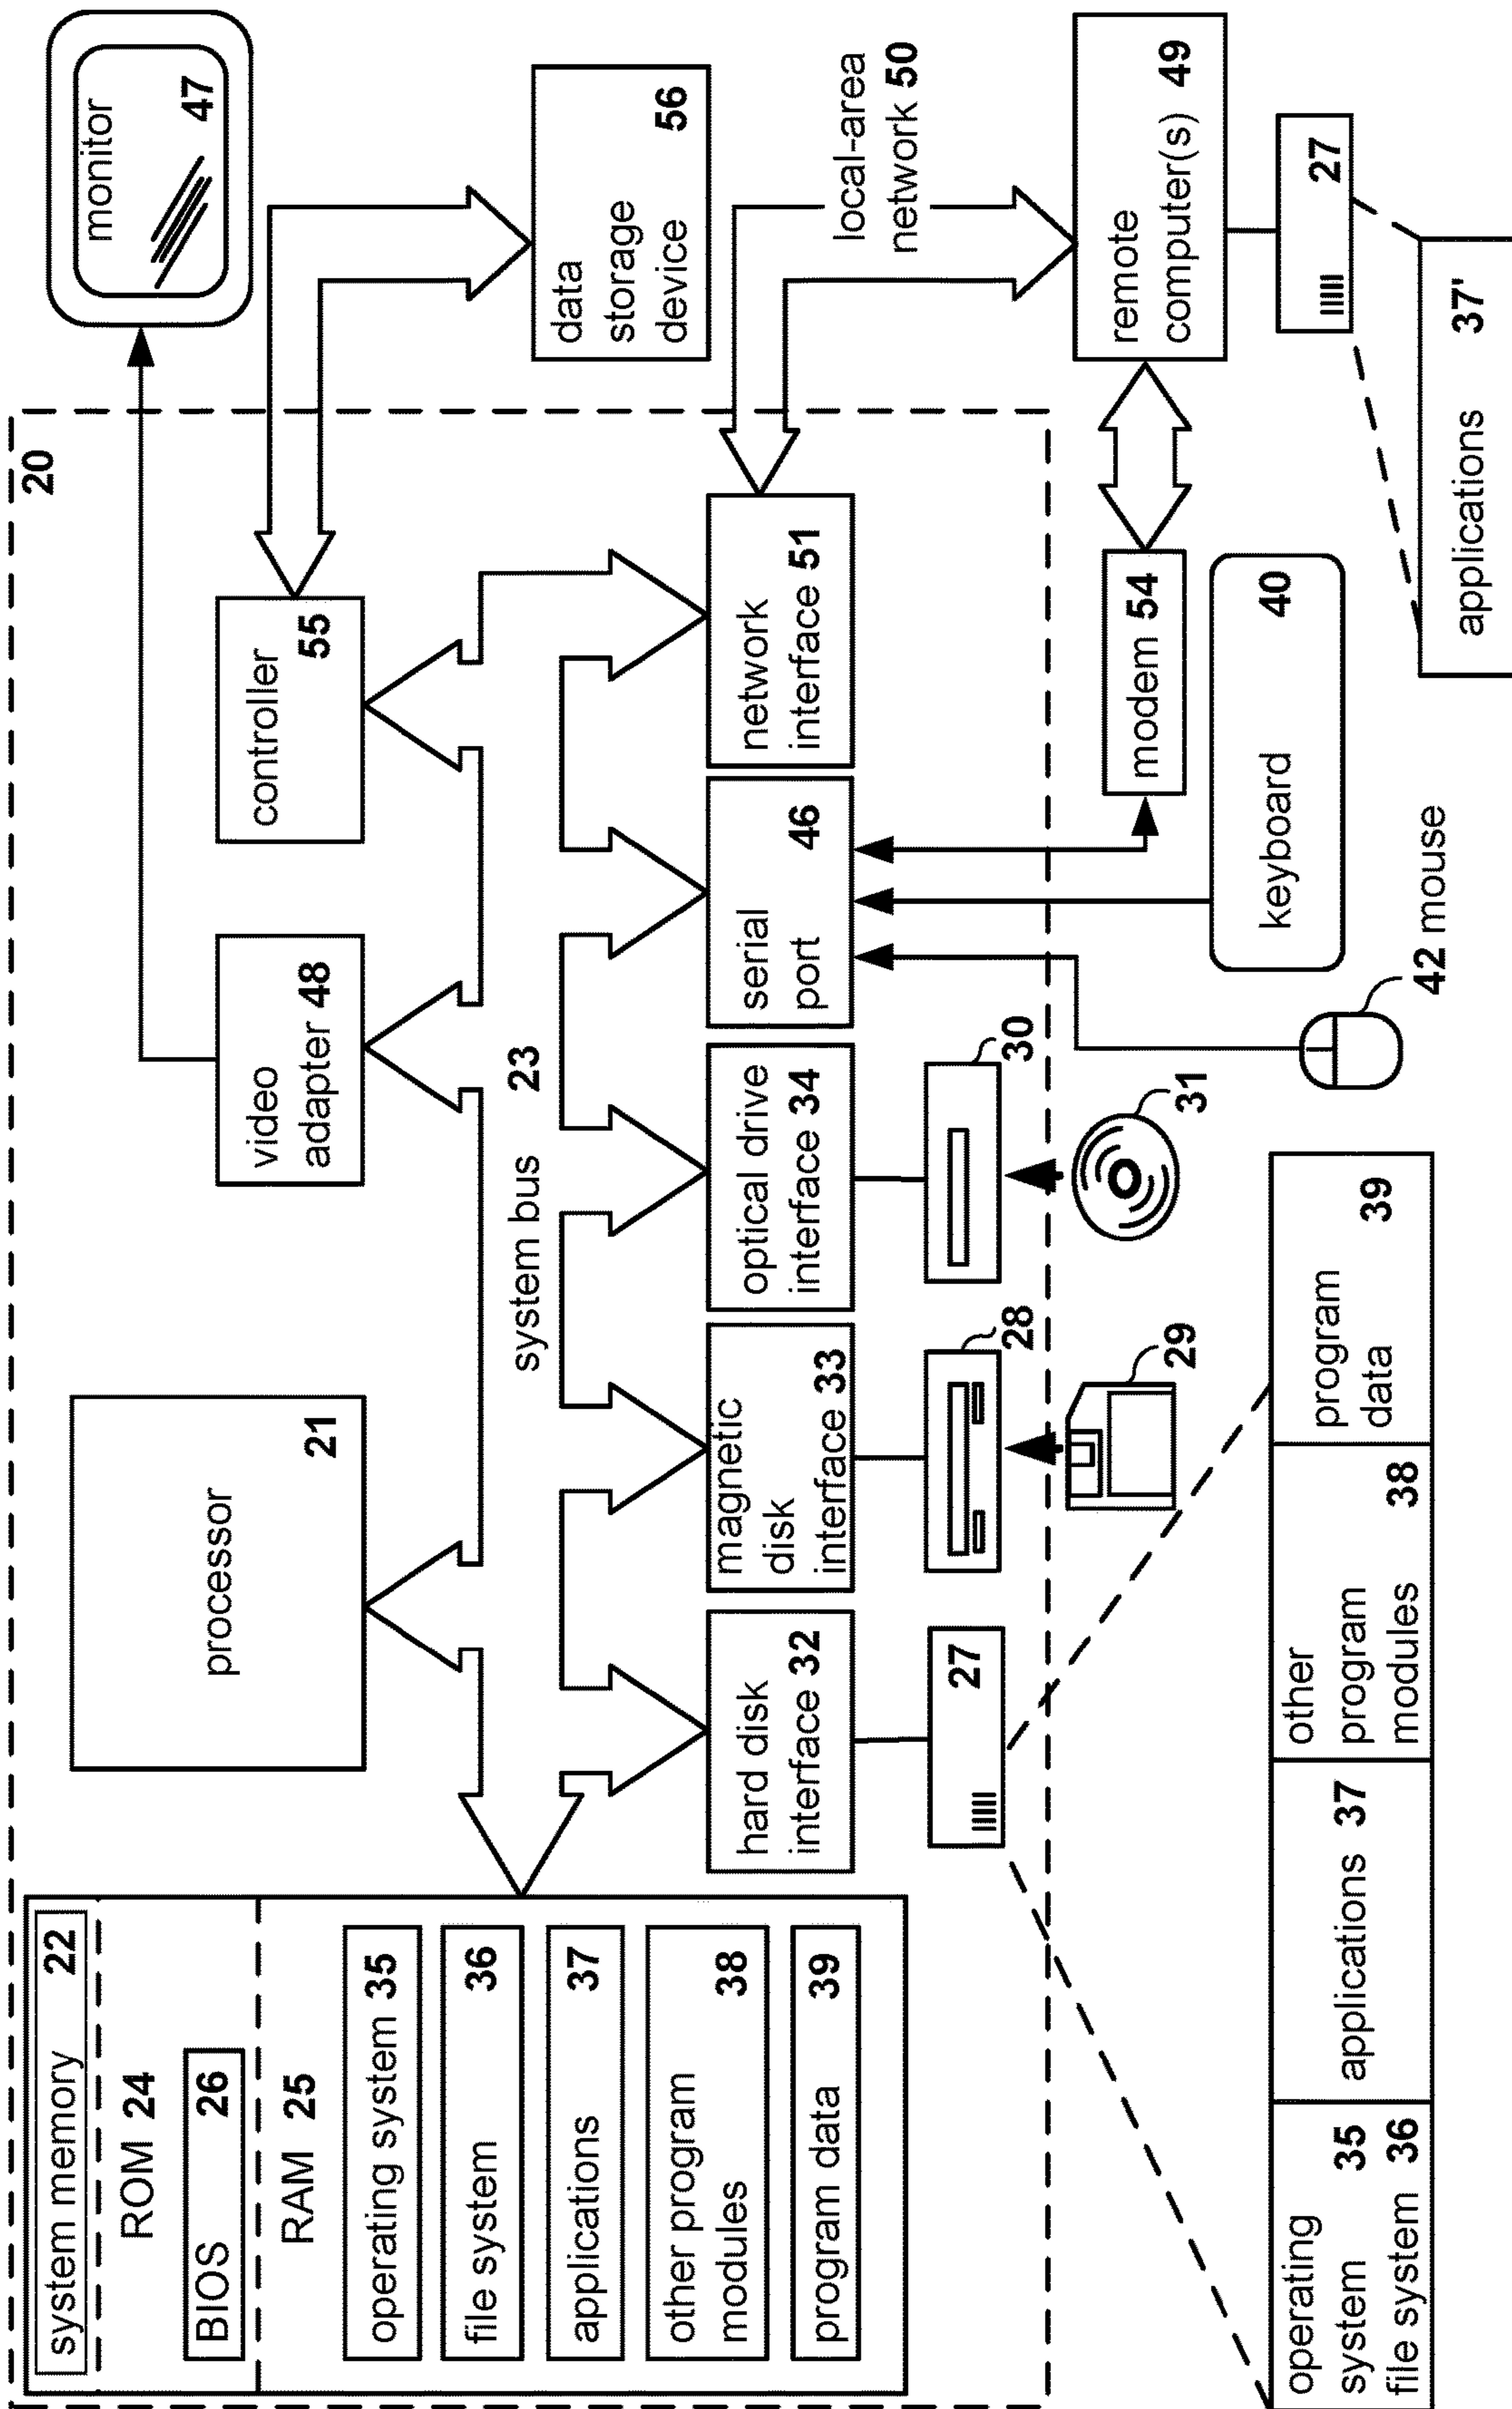 system memory 22
ROM 24
BIOS 26
RAM 25
operating system 35
file system 36
applications 37
other program
modules 38
program data 39
processor
21
video
adapter 48
controller
55
20
monitor
47
system bus 23
data
storage
device
56
local-area
network 50
hard disk
interface 32
magnetic
disk
interface 33
optical drive
interface 34
serial
port
46
network
interface 51
remote
computer(s)
49
27
28
30
29
31
modem 54
27
keyboard
40
42 mouse
applications
37'
operating
system 35
file system 36
applications 37
other
program
modules 38
program
data
39